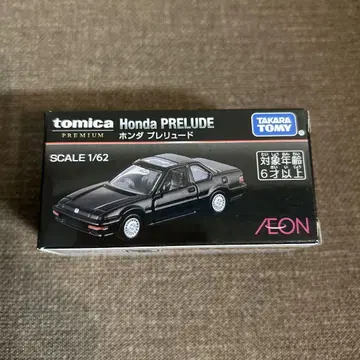 tomica
PREMIUM
Honda PRELUDE
ホンダ プレリュード
TAKARA
TOMY
SCALE 1/62
対象年齢
6才以上
ÆON